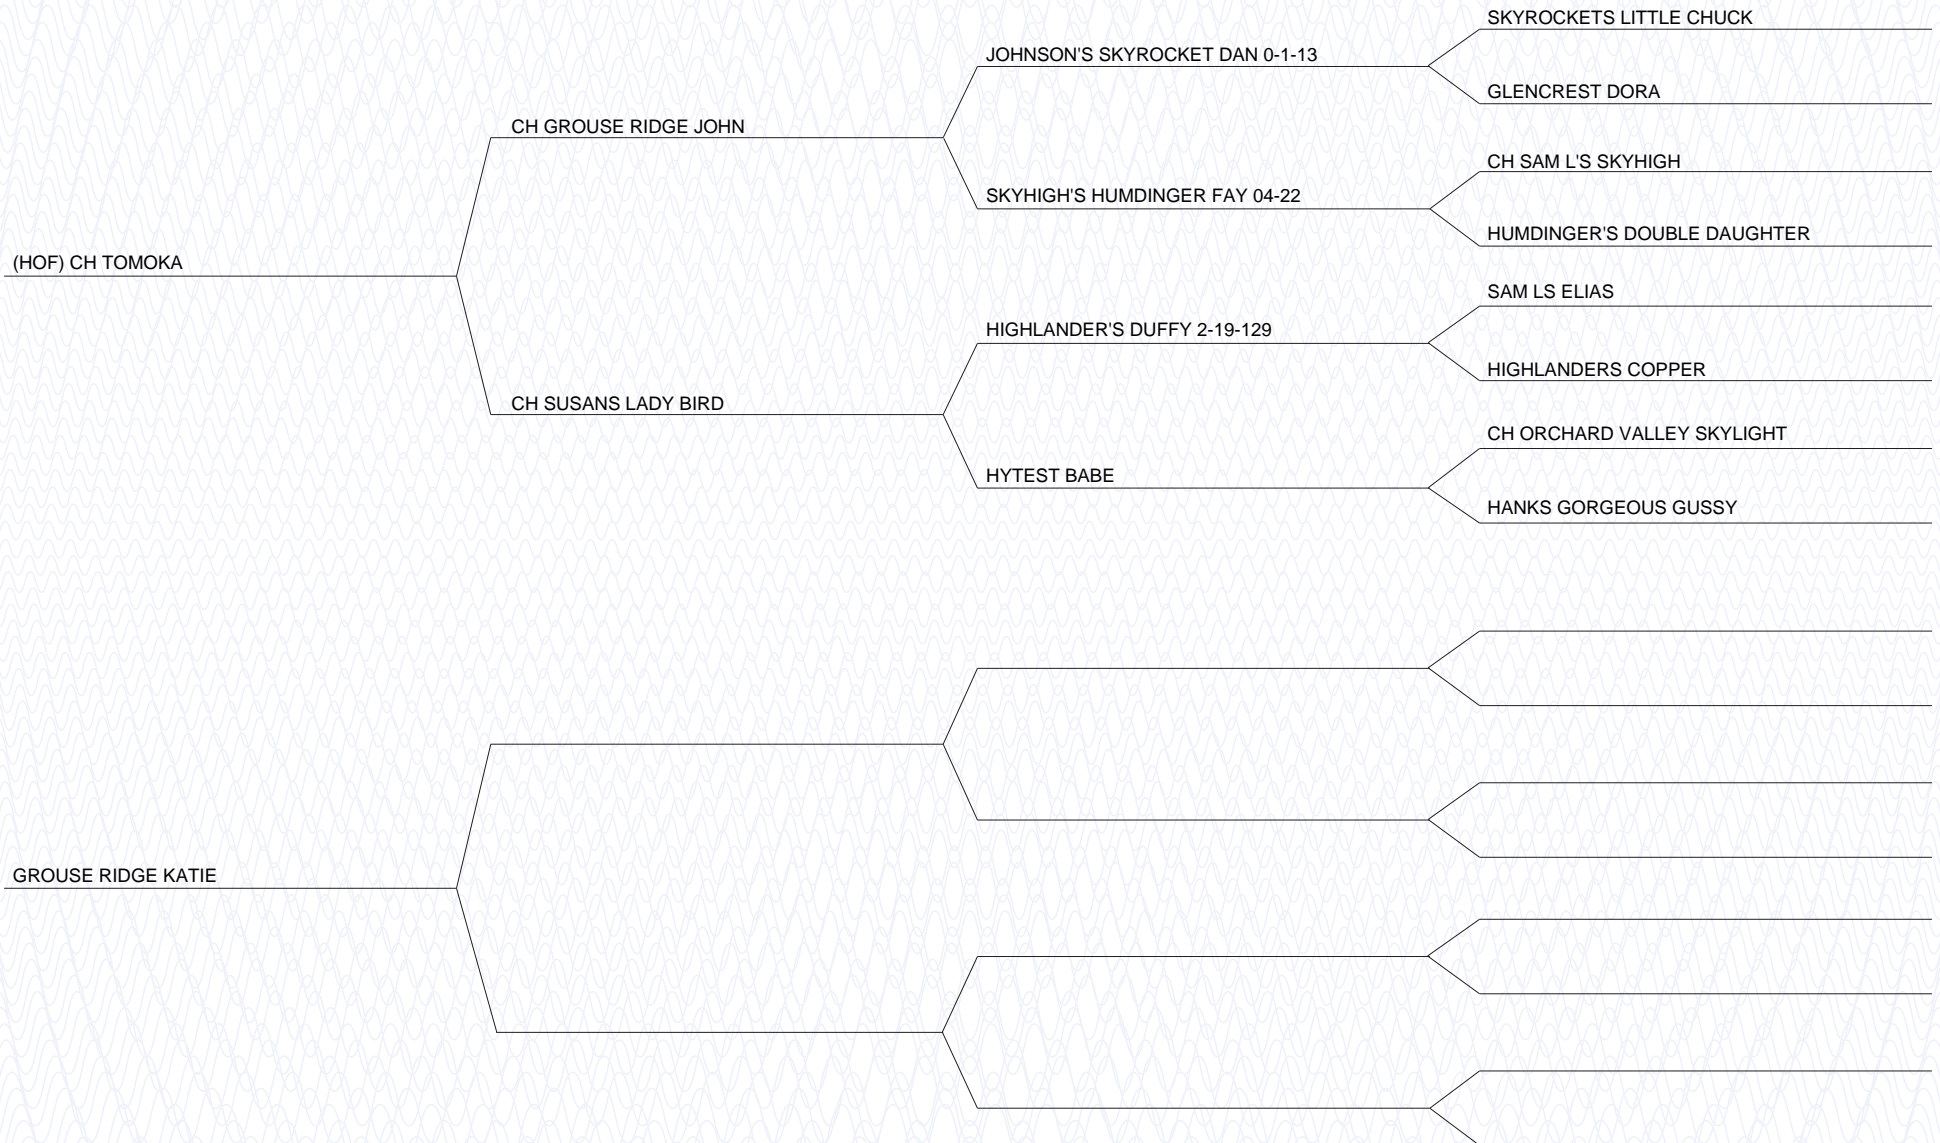 SKYROCKETS LITTLE CHUCK
JOHNSON'S SKYROCKET DAN 0-1-13
GLENCREST DORA
CH GROUSE RIDGE JOHN
CH SAM L'S SKYHIGH
SKYHIGH'S HUMDINGER FAY 04-22
HUMDINGER'S DOUBLE DAUGHTER
(HOF) CH TOMOKA
SAM LS ELIAS
HIGHLANDER'S DUFFY 2-19-129
HIGHLANDERS COPPER
CH SUSANS LADY BIRD
CH ORCHARD VALLEY SKYLIGHT
HYTEST BABE
HANKS GORGEOUS GUSSY
GROUSE RIDGE KATIE